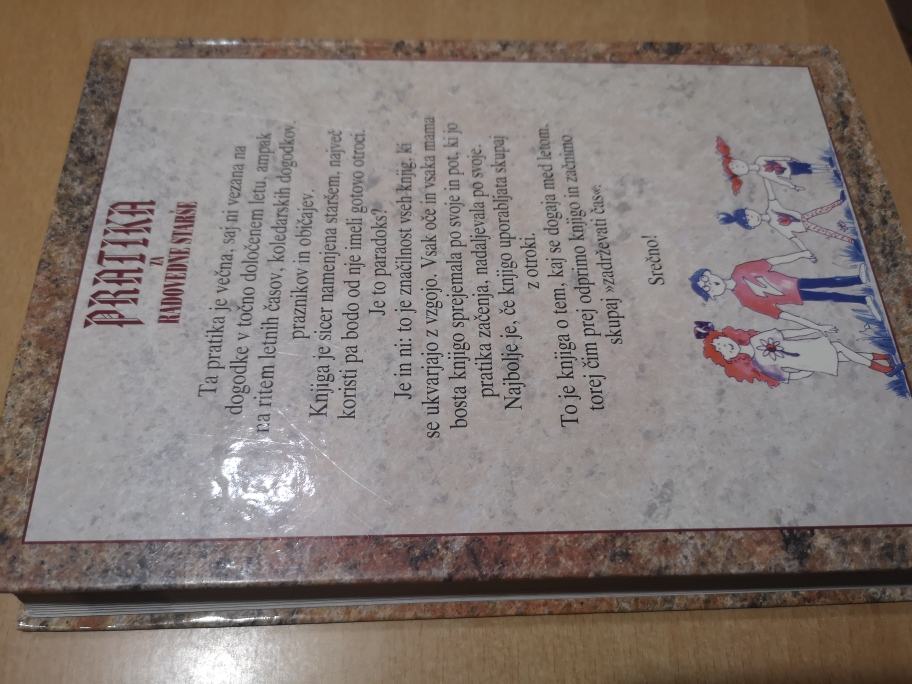 PRATIKA
ZA
RADOVEDNE STARŠE
Ta pratika je večna, saj ni vezana na
dogodke v točno določenem letu, ampak
na ritem letnih časov, koledarskih dogodkov,
praznikov in običajev.
Knjiga je sicer namenjena staršem, največ
koristi pa bodo od nje imeli gotovo otroci.
Je to paradoks?
Je in ni: to je značilnost vseh knjig, ki
se ukvarjajo z vzgojo. Vsak oče in vsaka mama
bosta knjigo sprejemala po svoje in pot, ki jo
pratika začenja, nadaljevala po svoje.
Najbolje je, če knjigo uporabljata skupaj
z otroki.
To je knjiga o tem, kaj se dogaja med letom,
torej čim prej odprimo knjigo in začnimo
skupaj »zadrževati čas«.
Srečno!